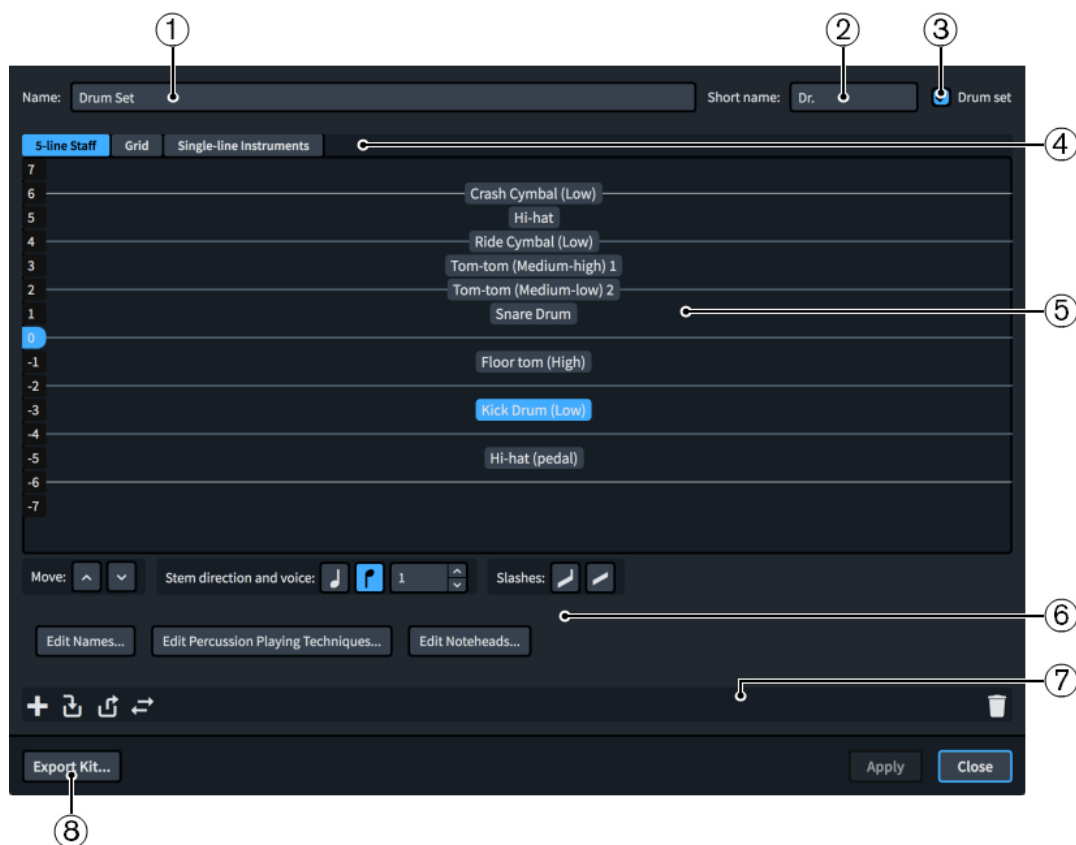 ① ② ③
Name: Drum Set Short name: Dr. Drum set
5-line Staff Grid Single-line Instruments ④
7
6 Crash Cymbal (Low)
5 Hi-hat
4 Ride Cymbal (Low)
3 Tom-tom (Medium-high) 1
2 Tom-tom (Medium-low) 2
1 Snare Drum ⑤
0
-1 Floor tom (High)
-2
-3 Kick Drum (Low)
-4
-5 Hi-hat (pedal)
-6
-7
Move: Stem direction and voice: 1 Slashes:
⑥
Edit Names... Edit Percussion Playing Techniques... Edit Noteheads...
⑦
Export Kit... Apply Close
⑧